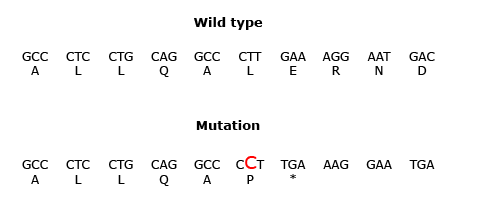 Wild type
GCC CTC CTG CAG GCC CTT GAA AGG AAT GAC
A L L Q A L E R N D
Mutation
GCC CTC CTG CAG GCC CCT TGA AAG GAA TGA
A L L Q A P *